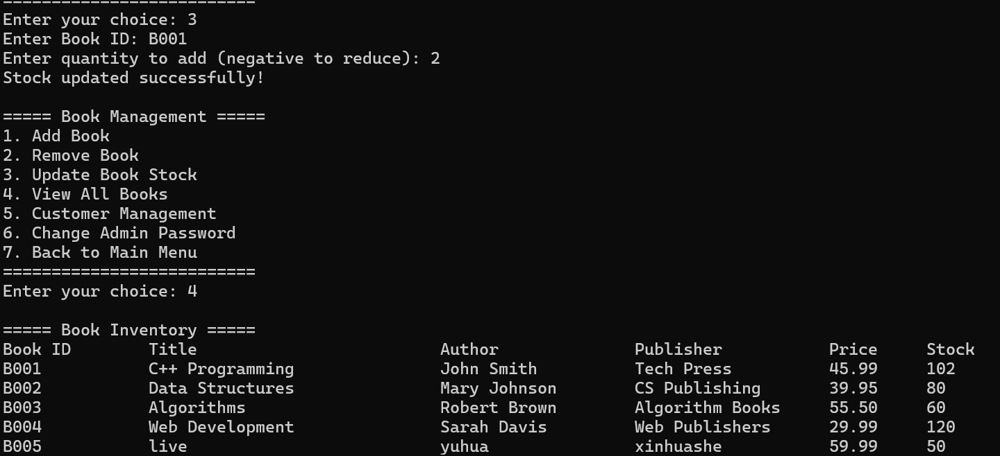 ==========================
Enter your choice: 3
Enter Book ID: B001
Enter quantity to add (negative to reduce): 2
Stock updated successfully!
===== Book Management =====
1. Add Book
2. Remove Book
3. Update Book Stock
4. View All Books
5. Customer Management
6. Change Admin Password
7. Back to Main Menu
==========================
Enter your choice: 4
===== Book Inventory =====
Book ID Title Author Publisher Price Stock
B001 C++ Programming John Smith Tech Press 45.99 102
B002 Data Structures Mary Johnson CS Publishing 39.95 80
B003 Algorithms Robert Brown Algorithm Books 55.50 60
B004 Web Development Sarah Davis Web Publishers 29.99 120
B005 live yuhua xinhuashe 59.99 50